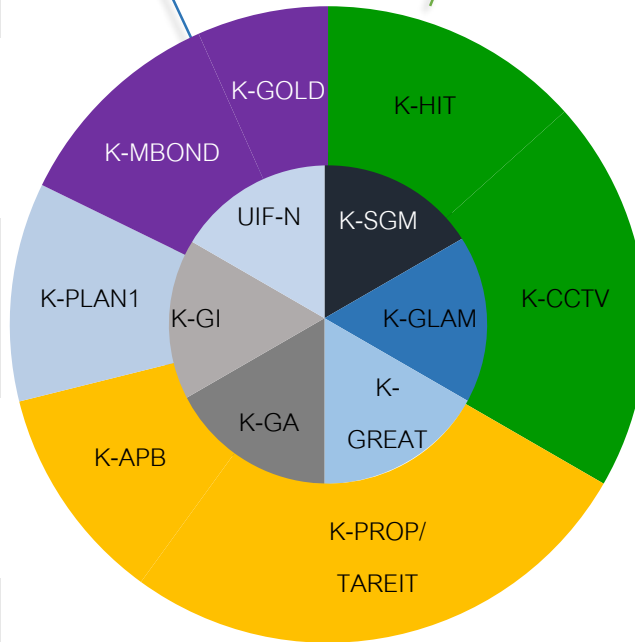 K-GOLD
K-HIT
K-MBOND
UIF-N
K-SGM
K-PLAN1
K-GI
K-GLAM
K-CCTV
K-
GREAT
K-GA
K-APB
K-PROP/
TAREIT